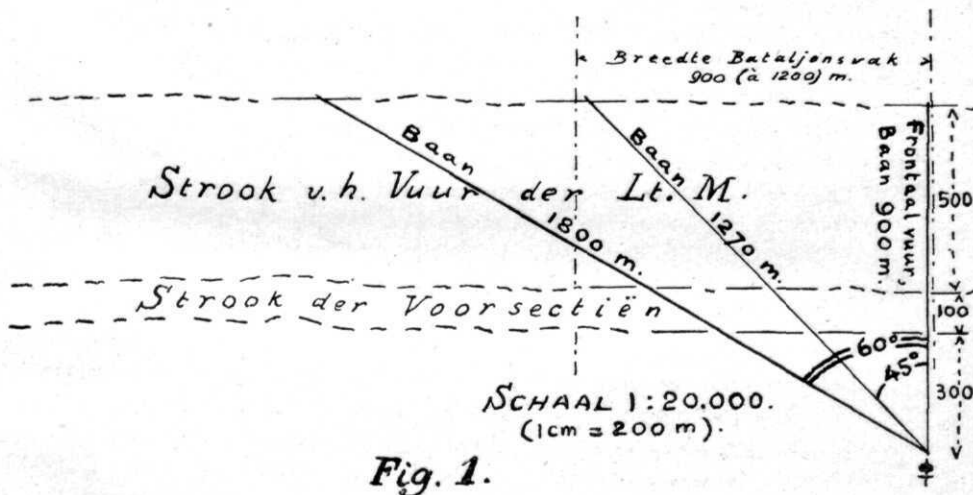 Breedte Bataljonsvak
900 (à 1200) m.
Frontaal vuur,
Baan 900 m.
Baan 1800 m.
Baan 1270 m.
500
Strook v.h. Vuur der Lt. M.
Strook der Voorsectiën
100
60°
45°
300
SCHAAL 1:20.000.
(1cm = 200 m).
Fig. 1.